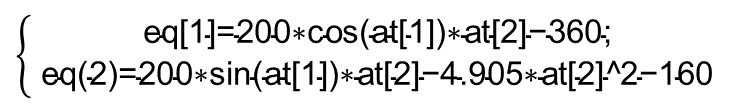 eq[1]=200*cos(at[1])*at[2]-360;
eq(2)=200*sin(at[1])*at[2]-4.905*at[2]^2-160